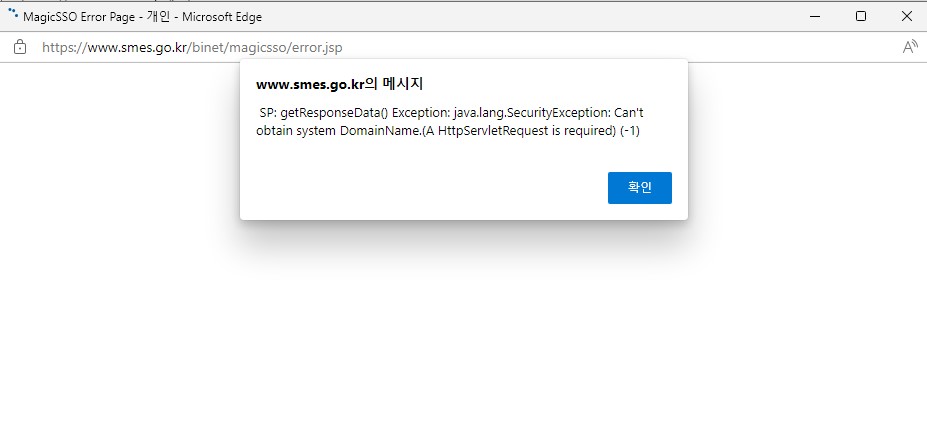 MagicSSO Error Page - 개인 - Microsoft Edge
https://www.smes.go.kr/binet/magicsso/error.jsp
www.smes.go.kr의 메시지
SP: getResponseData() Exception: java.lang.SecurityException: Can't
obtain system DomainName.(A HttpServletRequest is required) (-1)
확인